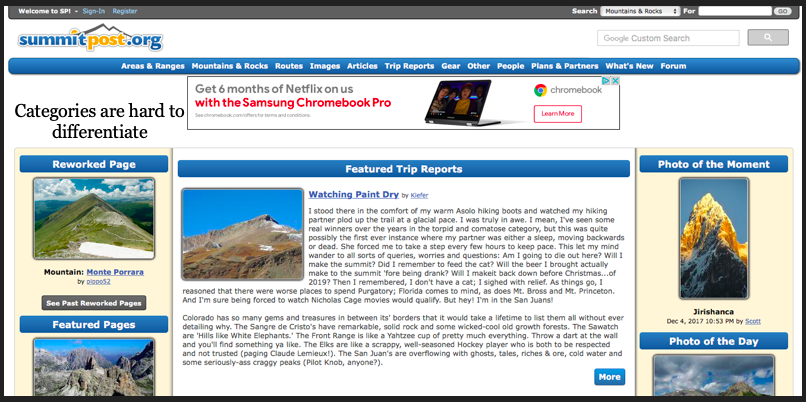 Welcome to SP! - Sign-In Register
Search Mountains & Rocks For GO
summitpost.org
Google Custom Search
Areas & Ranges Mountains & Rocks Routes Images Articles Trip Reports Gear Other People Plans & Partners What's New Forum
Categories are hard to
differentiate
Get 6 months of Netflix on us
with the Samsung Chromebook Pro
See chromebook.com/offers for terms and conditions.
chromebook
Learn More
Reworked Page
Mountain: Monte Porrara
by pioppo52
See Past Reworked Pages
Featured Pages
Featured Trip Reports
Watching Paint Dry by Kiefer
I stood there in the comfort of my warm Asolo hiking boots and watched my hiking
partner plod up the trail at a glacial pace. I was truly in awe. I mean, I've seen some
real winners over the years in the torpid and comatose category, but this was quite
possibly the first ever instance where my partner was either a sleep, moving backwards
or dead. She forced me to take a step every few hours to keep pace. This let my mind
wander to all sorts of queries, worries and questions: Am I going to die out here? Will I
make the summit? Did I remember to feed the cat? Will the beer I brought actually
make to the summit 'fore being drank? Will I makeit back down before Christmas...of
2019? Then I remembered, I don't have a cat; I sighed with relief. As things go, I
reasoned that there were worse places to spend Purgatory; Florida comes to mind, as does Mt. Bross and Mt. Princeton.
And I'm sure being forced to watch Nicholas Cage movies would qualify. But hey! I'm in the San Juans!
Colorado has so many gems and treasures in between its' borders that it would take a lifetime to list them all without ever
detailing why. The Sangre de Cristo's have remarkable, solid rock and some wicked-cool old growth forests. The Sawatch
are 'Hills like White Elephants.' The Front Range is like a Yahtzee cup of pretty much everything. Throw a dart at the wall
and you'll find something ya like. The Elks are like a scrappy, well-seasoned Hockey player who is both to be respected
and not trusted (paging Claude Lemieux!). The San Juan's are overflowing with ghosts, tales, riches & ore, cold water and
some seriously-ass craggy peaks (Pilot Knob, anyone?).
More
Photo of the Moment
Jirishanca
Dec 4, 2017 10:53 PM by Scott
Photo of the Day